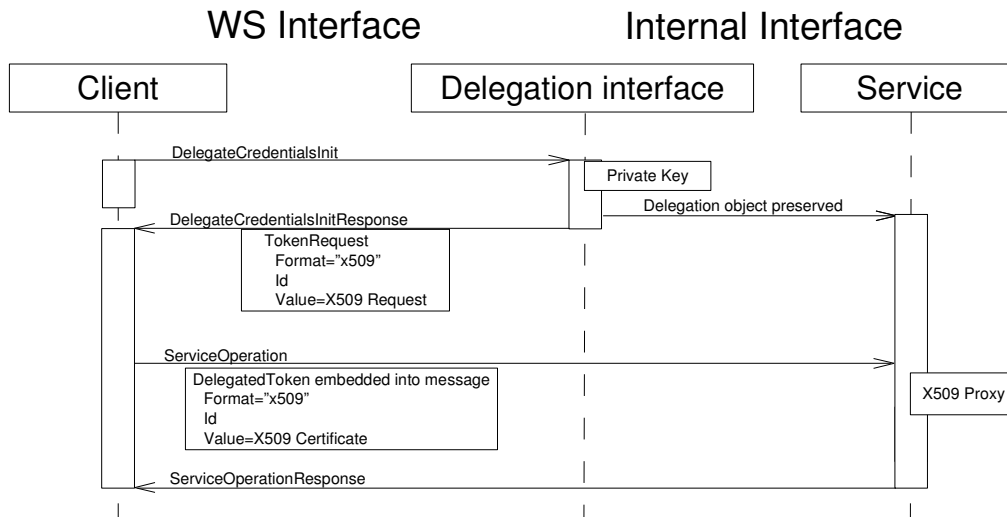 WS Interface
Internal Interface
Client
Delegation interface
Service
DelegateCredentialsInit
Private Key
Delegation object preserved
DelegateCredentialsInitResponse
TokenRequest
Format=”x509”
Id
Value=X509 Request
ServiceOperation
DelegatedToken embedded into message
Format=”x509”
Id
Value=X509 Certificate
X509 Proxy
ServiceOperationResponse